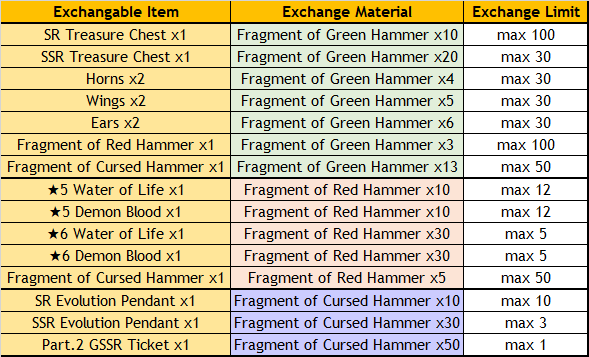 Exchangable Item Exchange Material Exchange Limit
SR Treasure Chest x1 Fragment of Green Hammer x10 max 100
SSR Treasure Chest x1 Fragment of Green Hammer x20 max 30
Horns x2 Fragment of Green Hammer x4 max 30
Wings x2 Fragment of Green Hammer x5 max 30
Ears x2 Fragment of Green Hammer x6 max 30
Fragment of Red Hammer x1 Fragment of Green Hammer x3 max 100
Fragment of Cursed Hammer x1 Fragment of Green Hammer x13 max 50
★5 Water of Life x1 Fragment of Red Hammer x10 max 12
★5 Demon Blood x1 Fragment of Red Hammer x10 max 12
★6 Water of Life x1 Fragment of Red Hammer x30 max 5
★6 Demon Blood x1 Fragment of Red Hammer x30 max 5
Fragment of Cursed Hammer x1 Fragment of Red Hammer x5 max 50
SR Evolution Pendant x1 Fragment of Cursed Hammer x10 max 10
SSR Evolution Pendant x1 Fragment of Cursed Hammer x30 max 3
Part.2 GSSR Ticket x1 Fragment of Cursed Hammer x50 max 1